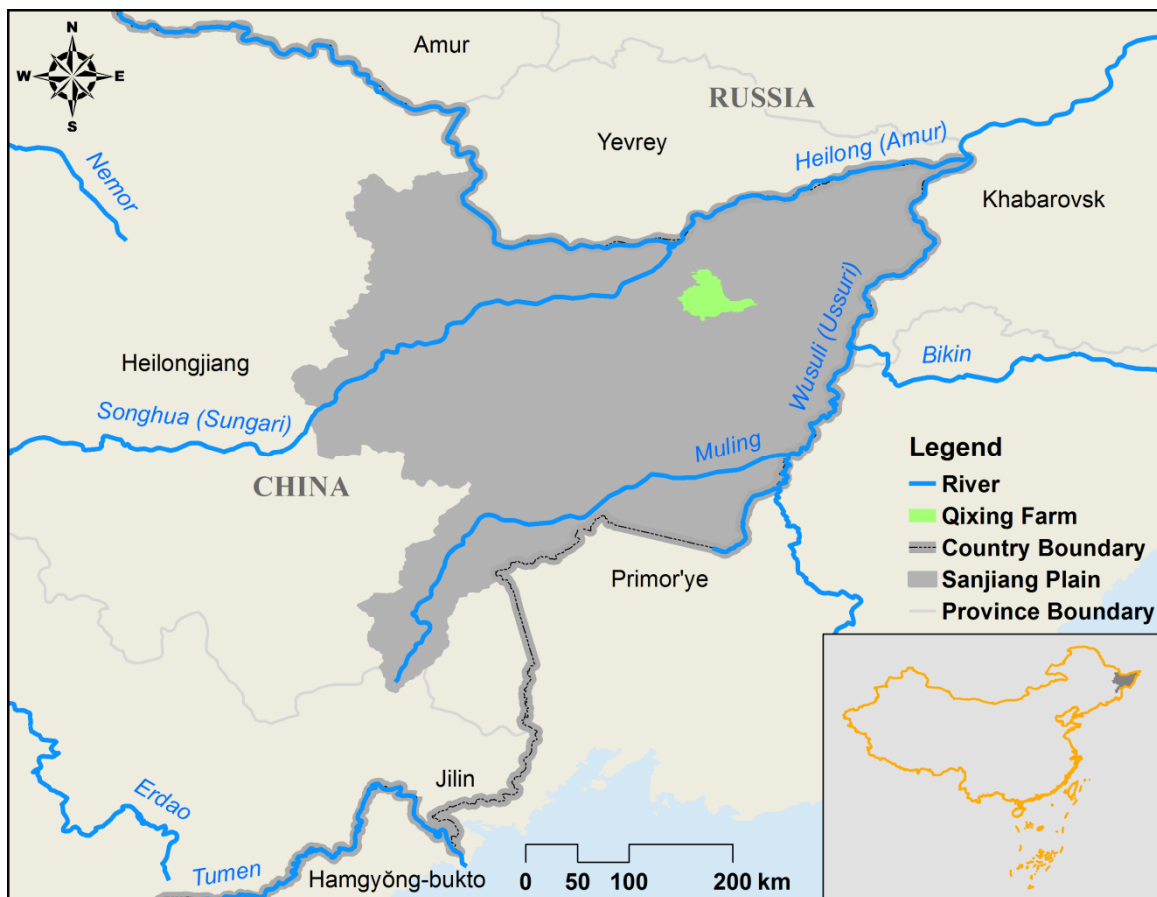 N
W E
S
Amur
RUSSIA
Yevrey
Heilong (Amur)
Nemor
Khabarovsk
Wusuli (Ussuri)
Heilongjiang
Bikin
Songhua (Sungari)
Muling
CHINA
Legend
River
Qixing Farm
Country Boundary
Sanjiang Plain
Province Boundary
Primor'ye
Jilin
Erdao
Tumen
Hamgyŏng-bukto
0 50 100 200 km